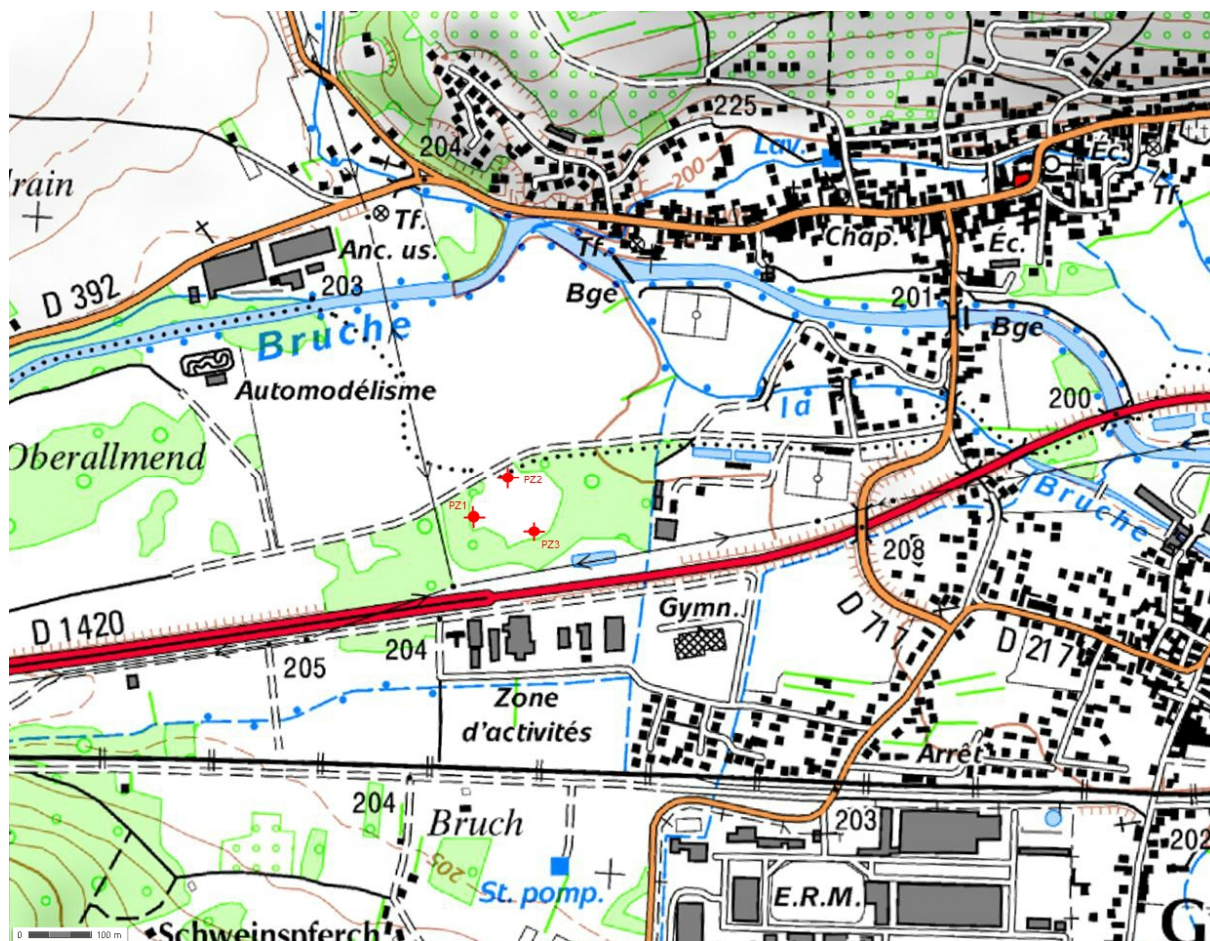 225
204
Lav.
Éc.
200
rain
Tf.
Tf.
Anc. us.
Chap.
Éc.
Tf.
D 392
203
Bge
201
Bge
Bruche
Automodélisme
la
200
Oberallmend
PZ2
PZ1
Bruche
PZ3
208
D 1420
Gymn.
D 717
D 217
205
204
Zone
d'activités
Arrêt
204
Bruch
203
205
202
St. pomp.
E.R.M.
G
Schweinspferch
0 100 m